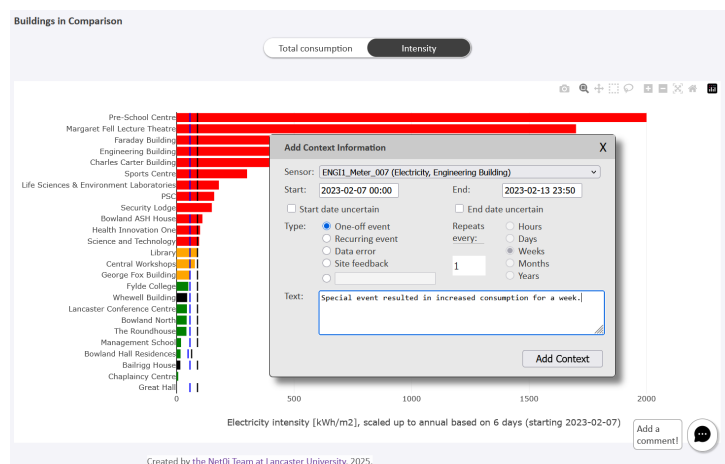 Buildings in Comparison
Total consumption Intensity
Pre-School Centre
Margaret Fell Lecture Theatre
Faraday Building
Engineering Building
Charles Carter Building
Sports Centre
Life Sciences & Environment Laboratories
PSC
Security Lodge
Bowland ASH House
Health Innovation One
Science and Technology
Library
Central Workshops
George Fox Building
Fylde College
Whewell Building
Lancaster Conference Centre
Bowland North
The Roundhouse
Management School
Bowland Hall Residences
Bailrigg House
Chaplaincy Centre
Great Hall
0 500 1000 1500 2000
Electricity intensity [kWh/m2], scaled up to annual based on 6 days (starting 2023-02-07)
Add Context Information X
Sensor: ENGI1_Meter_007 (Electricity, Engineering Building)
Start: 2023-02-07 00:00 End: 2023-02-13 23:50
Start date uncertain End date uncertain
Type: One-off event Repeats Hours
Recurring event every: Days
Data error Weeks
Site feedback 1 Months
Years
Text: Special event resulted in increased consumption for a week.
Add Context
Add a
comment!
Created by the Net0i Team at Lancaster University, 2025.